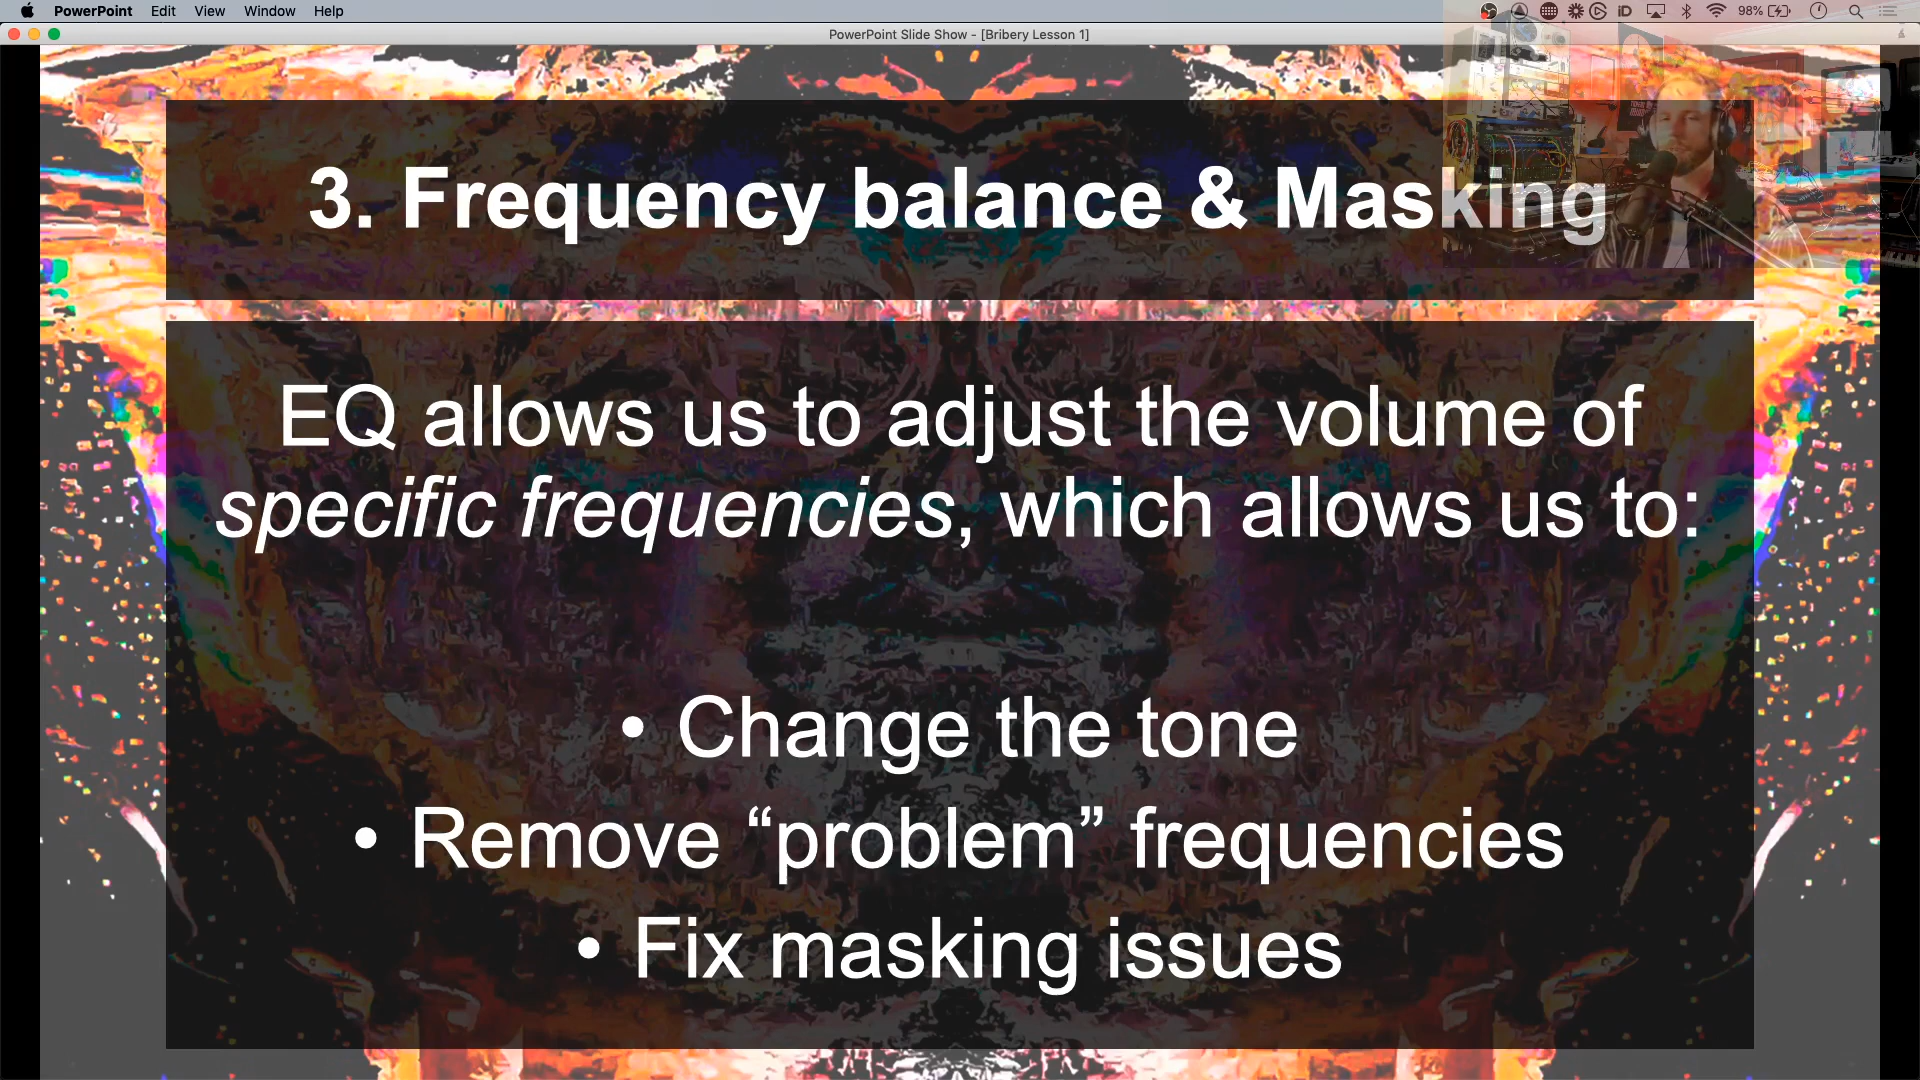 PowerPoint Edit View Window Help 98%
PowerPoint Slide Show - [Bribery Lesson 1]
3. Frequency balance & Masking
EQ allows us to adjust the volume of
specific frequencies, which allows us to:
• Change the tone
• Remove “problem” frequencies
• Fix masking issues